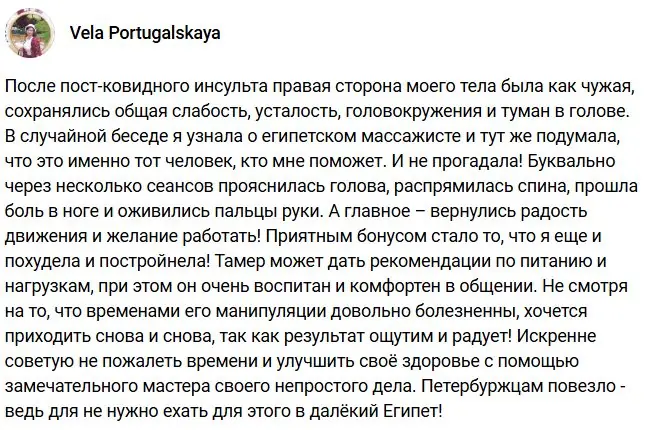 Vela Portugalskaya
После пост-ковидного инсульта правая сторона моего тела была как чужая,
сохранялись общая слабость, усталость, головокружения и туман в голове.
В случайной беседе я узнала о египетском массажисте и тут же подумала,
что это именно тот человек, кто мне поможет. И не прогадала! Буквально
через несколько сеансов прояснилась голова, распрямилась спина, прошла
боль в ноге и оживились пальцы руки. А главное – вернулись радость
движения и желание работать! Приятным бонусом стало то, что я еще и
похудела и постройнела! Тамер может дать рекомендации по питанию и
нагрузкам, при этом он очень воспитан и комфортен в общении. Не смотря
на то, что временами его манипуляции довольно болезненны, хочется
приходить снова и снова, так как результат ощутим и радует! Искренне
советую не пожалеть времени и улучшить своё здоровье с помощью
замечательного мастера своего непростого дела. Петербуржцам повезло -
ведь для не нужно ехать для этого в далёкий Египет!